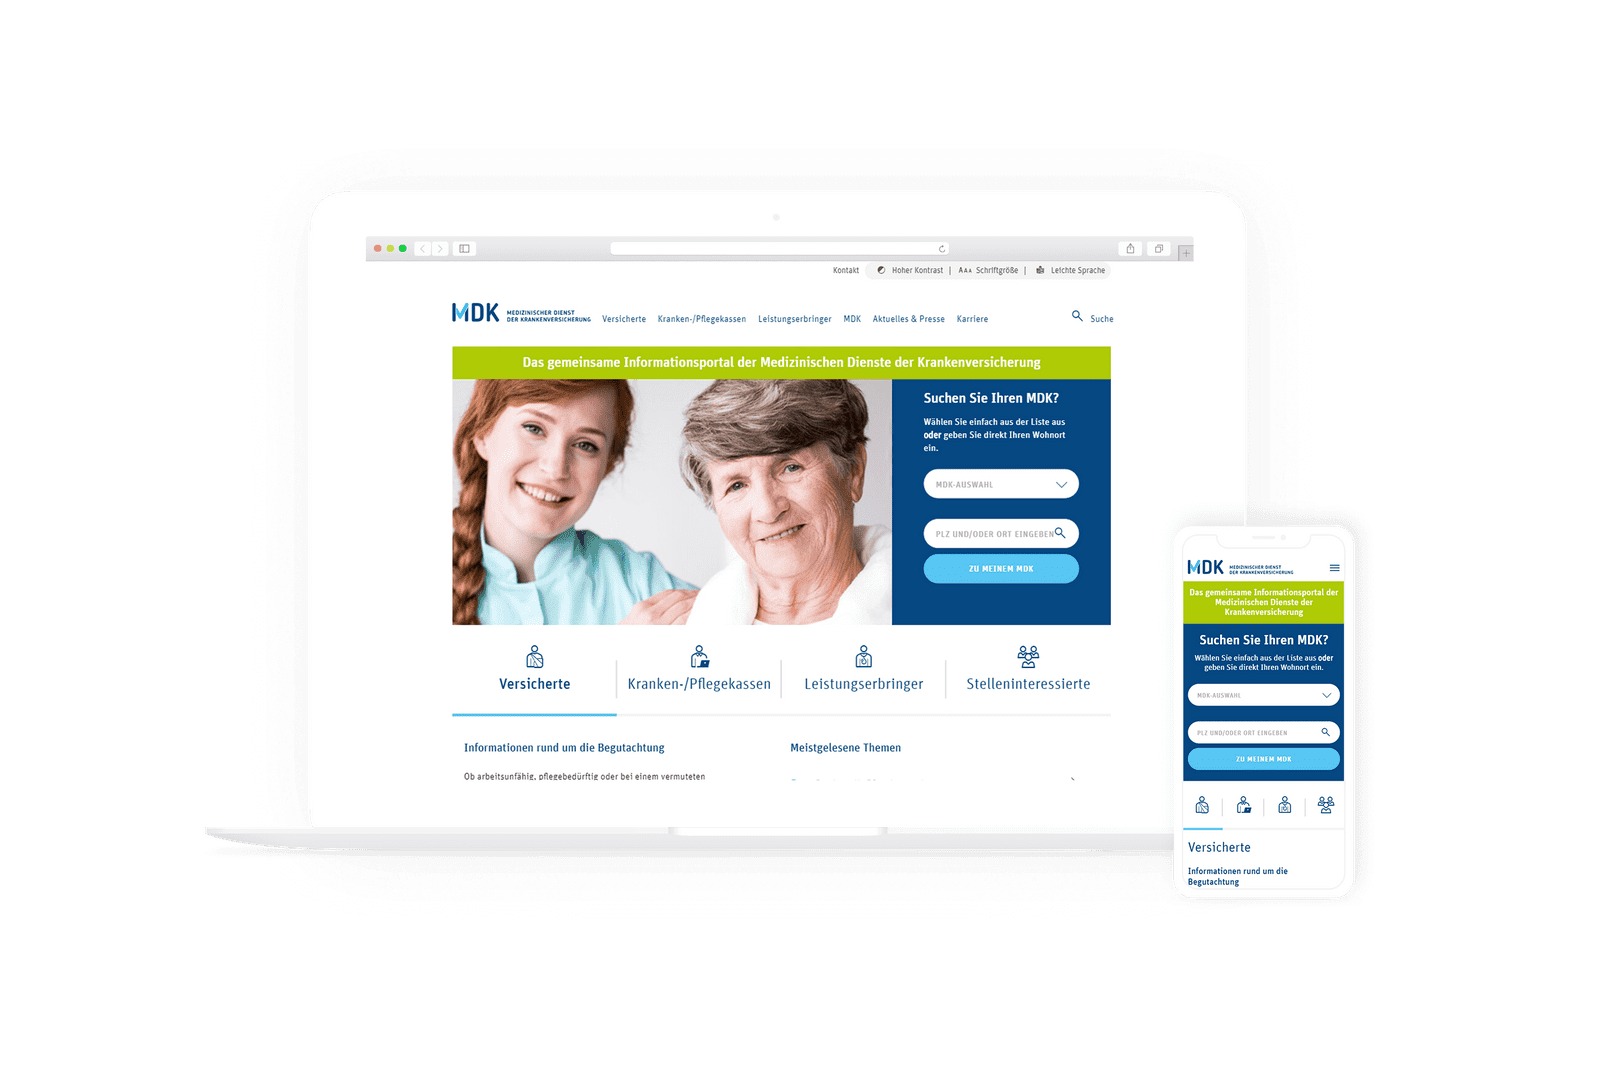 Kontakt Hoher Kontrast | AAA Schriftgröße | Leichte Sprache
MDK MEDIZINISCHER DIENST
DER KRANKENVERSICHERUNG
Versicherte Kranken-/Pflegekassen Leistungserbringer MDK Aktuelles & Presse Karriere Suche
Das gemeinsame Informationsportal der Medizinischen Dienste der Krankenversicherung
Suchen Sie Ihren MDK?
Wählen Sie einfach aus der Liste aus
oder geben Sie direkt Ihren Wohnort
ein.
MDK-AUSWAHL
PLZ UND/ODER ORT EINGEBEN
ZU MEINEM MDK
Versicherte Kranken-/Pflegekassen Leistungserbringer Stelleninteressierte
Informationen rund um die Begutachtung
Ob arbeitsunfähig, pflegebedürftig oder bei einem vermuteten
Meistgelesene Themen
MDK MEDIZINISCHER DIENST
DER KRANKENVERSICHERUNG
Das gemeinsame Informationsportal der
Medizinischen Dienste der
Krankenversicherung
Suchen Sie Ihren MDK?
Wählen Sie einfach aus der Liste aus oder
geben Sie direkt Ihren Wohnort ein.
MDK-AUSWAHL
PLZ UND/ODER ORT EINGEBEN
ZU MEINEM MDK
Versicherte
Informationen rund um die
Begutachtung